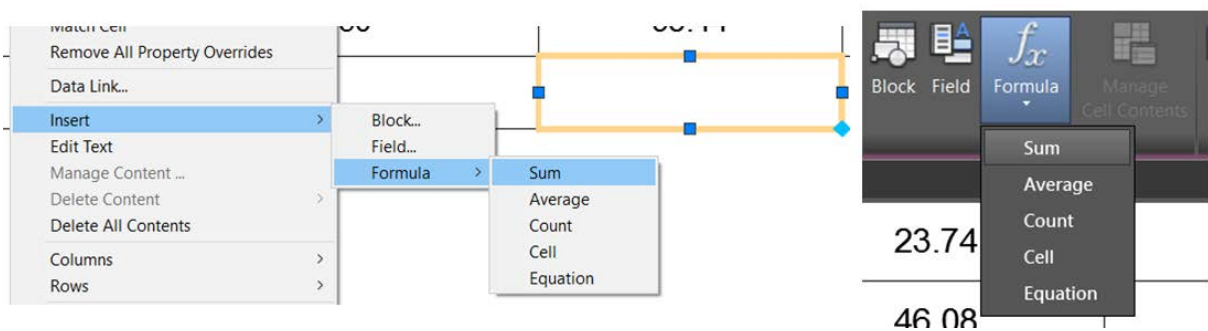 Match Cell
Remove All Property Overrides
Data Link...
Insert >
Edit Text
Manage Content ...
Delete Content >
Delete All Contents
Columns >
Rows >
Block...
Field...
Formula >
Sum
Average
Count
Cell
Equation
Block Field Formula Manage
Cell Contents
Sum
Average
Count
Cell
Equation
23.74
46.08